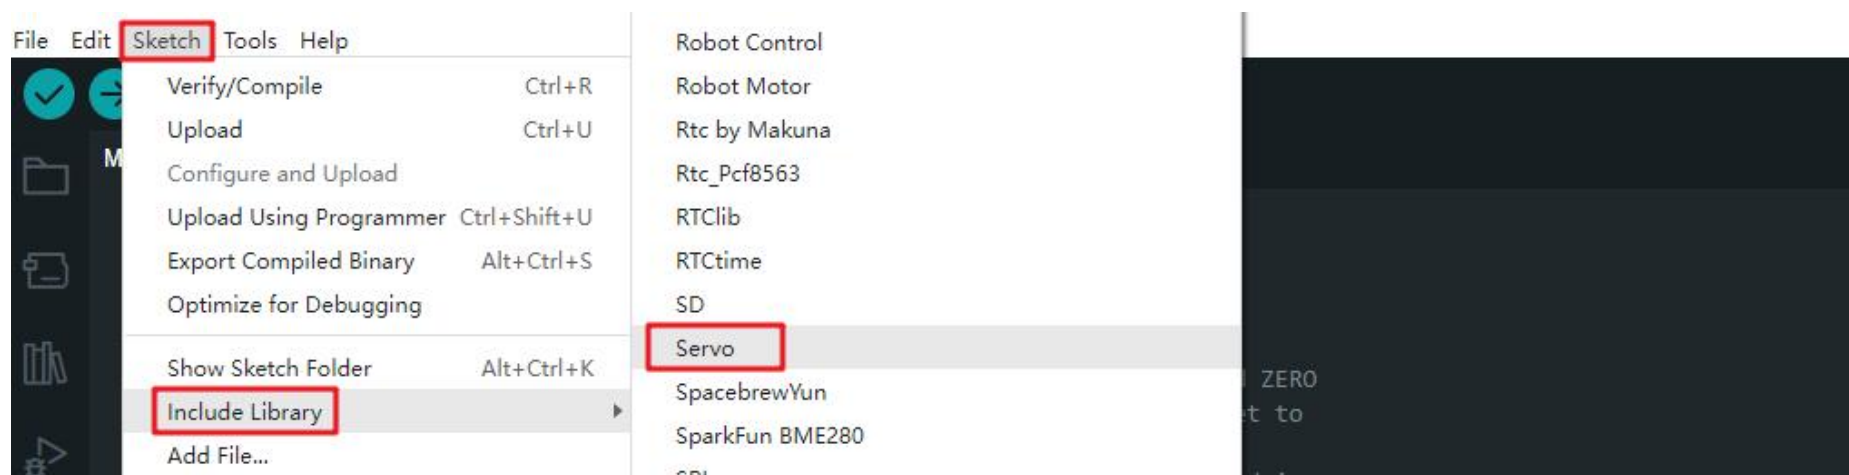 File Edit Sketch Tools Help
Verify/Compile Ctrl+R
Upload Ctrl+U
Configure and Upload
Upload Using Programmer Ctrl+Shift+U
Export Compiled Binary Alt+Ctrl+S
Optimize for Debugging
Show Sketch Folder Alt+Ctrl+K
Include Library
Add File...
Robot Control
Robot Motor
Rtc by Makuna
Rtc_Pcf8563
RTClib
RTCtime
SD
Servo
SpacebrewYun
SparkFun BME280
M
ZERO
to